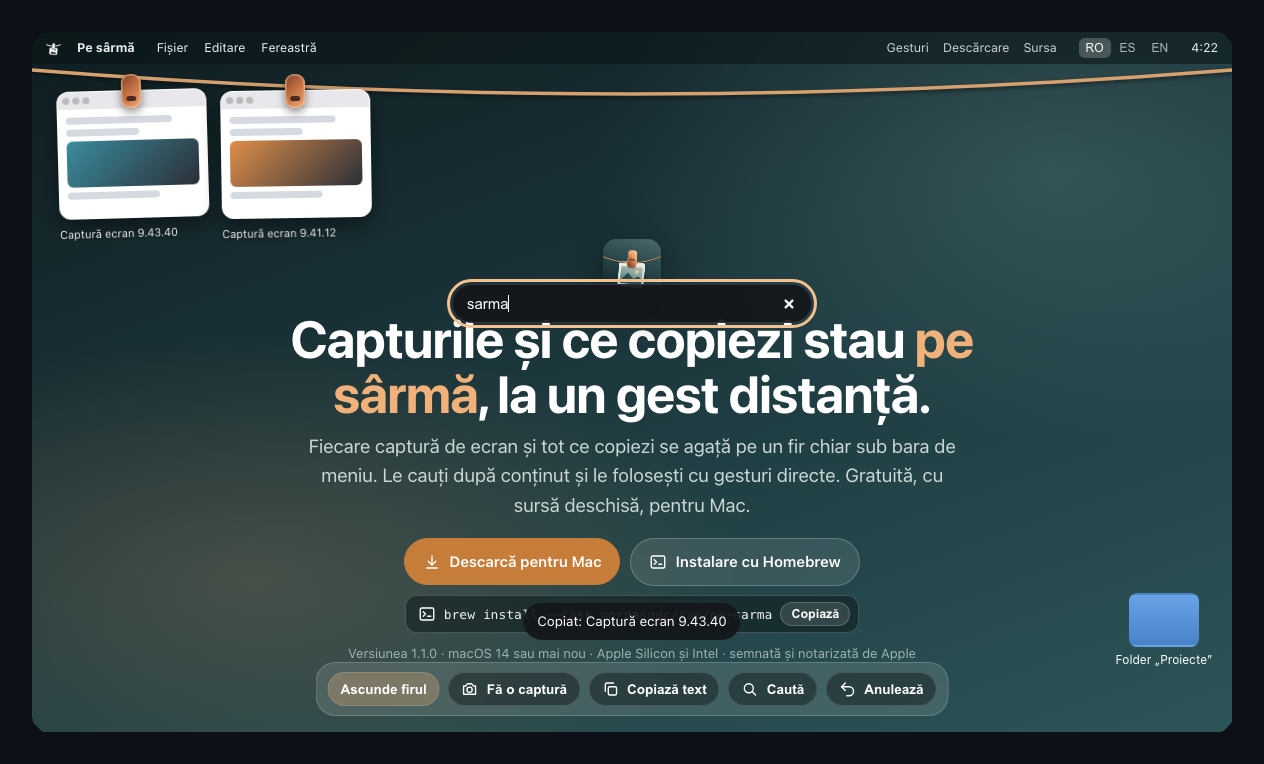 Pe sârmă Fișier Editare Fereastră Gesturi Descărcare Sursa RO ES EN 4:22
Captură ecran 9.43.40 Captură ecran 9.41.12
sarma
Capturile și ce copiezi stau pe
sârmă, la un gest distanță.
Fiecare captură de ecran și tot ce copiezi se agață pe un fir chiar sub bara de
meniu. Le cauți după conținut și le folosești cu gesturi directe. Gratuită, cu
sursă deschisă, pentru Mac.
Descarcă pentru Mac Instalare cu Homebrew
brew Copiază
Copiat: Captură ecran 9.43.40
Versiunea 1.1.0 · macOS 14 sau mai nou · Apple Silicon și Intel · semnată și notarizată de Apple
Folder „Proiecte”
Ascunde firul Fă o captură Copiază text Caută Anulează